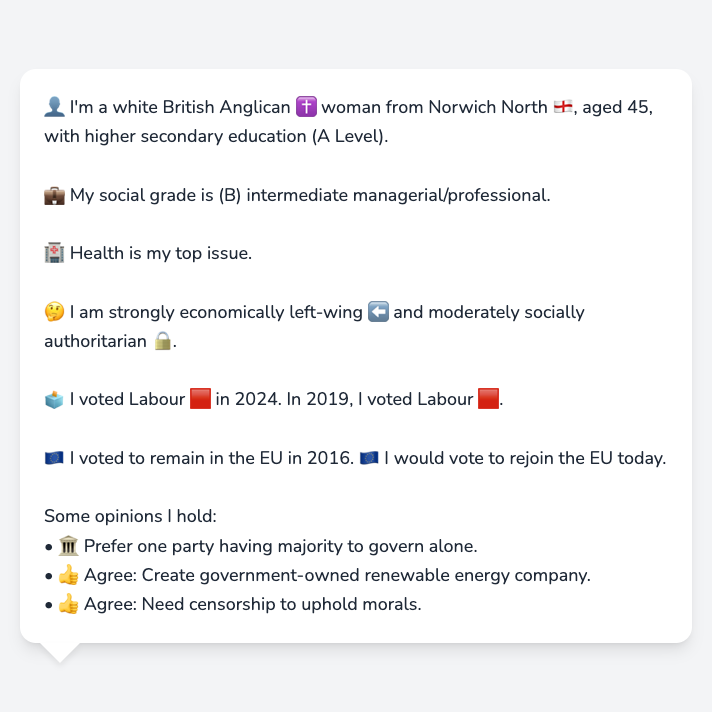 👤 I'm a white British Anglican ✝️ woman from Norwich North 🏴󠁧󠁢󠁥󠁮󠁧󠁿, aged 45,
with higher secondary education (A Level).
💼 My social grade is (B) intermediate managerial/professional.
🏥 Health is my top issue.
🤔 I am strongly economically left-wing ⬅️ and moderately socially
authoritarian 🔒.
🗳️ I voted Labour 🟥 in 2024. In 2019, I voted Labour 🟥.
🇪🇺 I voted to remain in the EU in 2016. 🇪🇺 I would vote to rejoin the EU today.
Some opinions I hold:
• 🏛️ Prefer one party having majority to govern alone.
• 👍 Agree: Create government-owned renewable energy company.
• 👍 Agree: Need censorship to uphold morals.